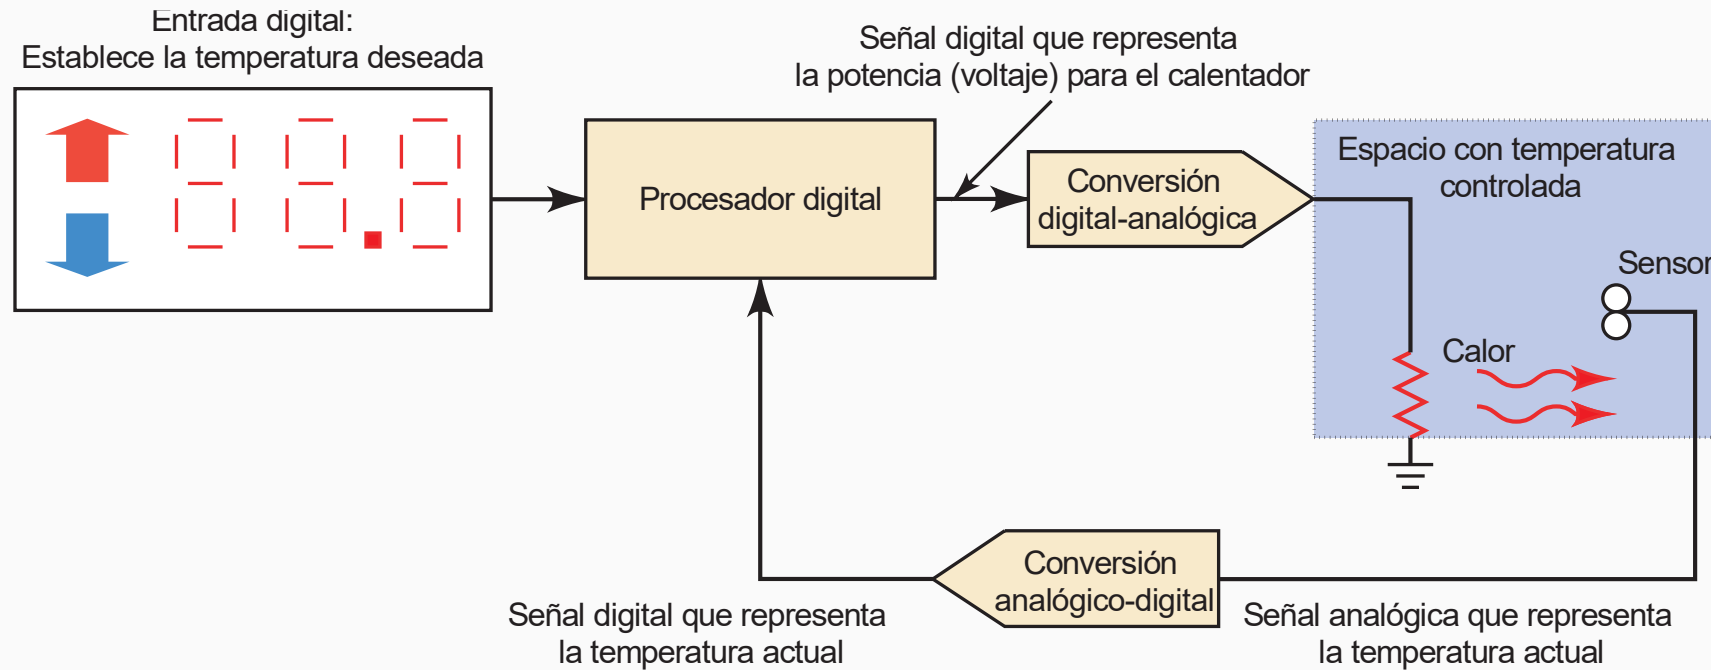 Entrada digital:
Establece la temperatura deseada
Señal digital que representa
la potencia (voltaje) para el calentador
Procesador digital
Conversión
digital-analógica
Espacio con temperatura
controlada
Sensor
Calor
Conversión
analógico-digital
Señal digital que representa
la temperatura actual
Señal analógica que representa
la temperatura actual